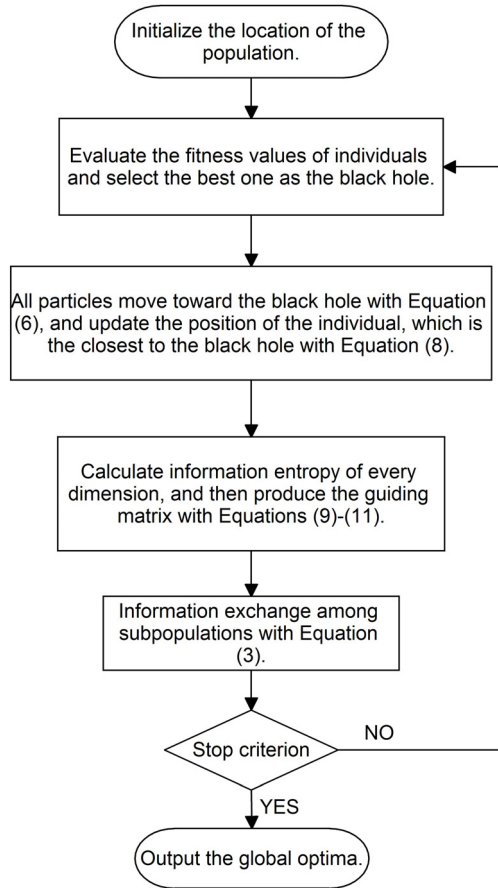 Initialize the location of the
population.
Evaluate the fitness values of individuals
and select the best one as the black hole.
All particles move toward the black hole with Equation
(6), and update the position of the individual, which is
the closest to the black hole with Equation (8).
Calculate information entropy of every
dimension, and then produce the guiding
matrix with Equations (9)-(11).
Information exchange among
subpopulations with Equation
(3).
Stop criterion
NO
YES
Output the global optima.